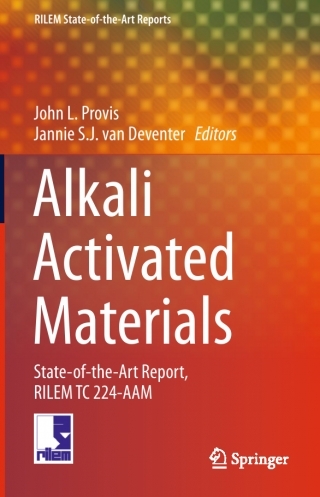 RILEM State-of-the-Art Reports
John L. Provis
Jannie S.J. van Deventer Editors
Alkali
Activated
Materials
State-of-the-Art Report,
RILEM TC 224-AAM
rilem
Springer